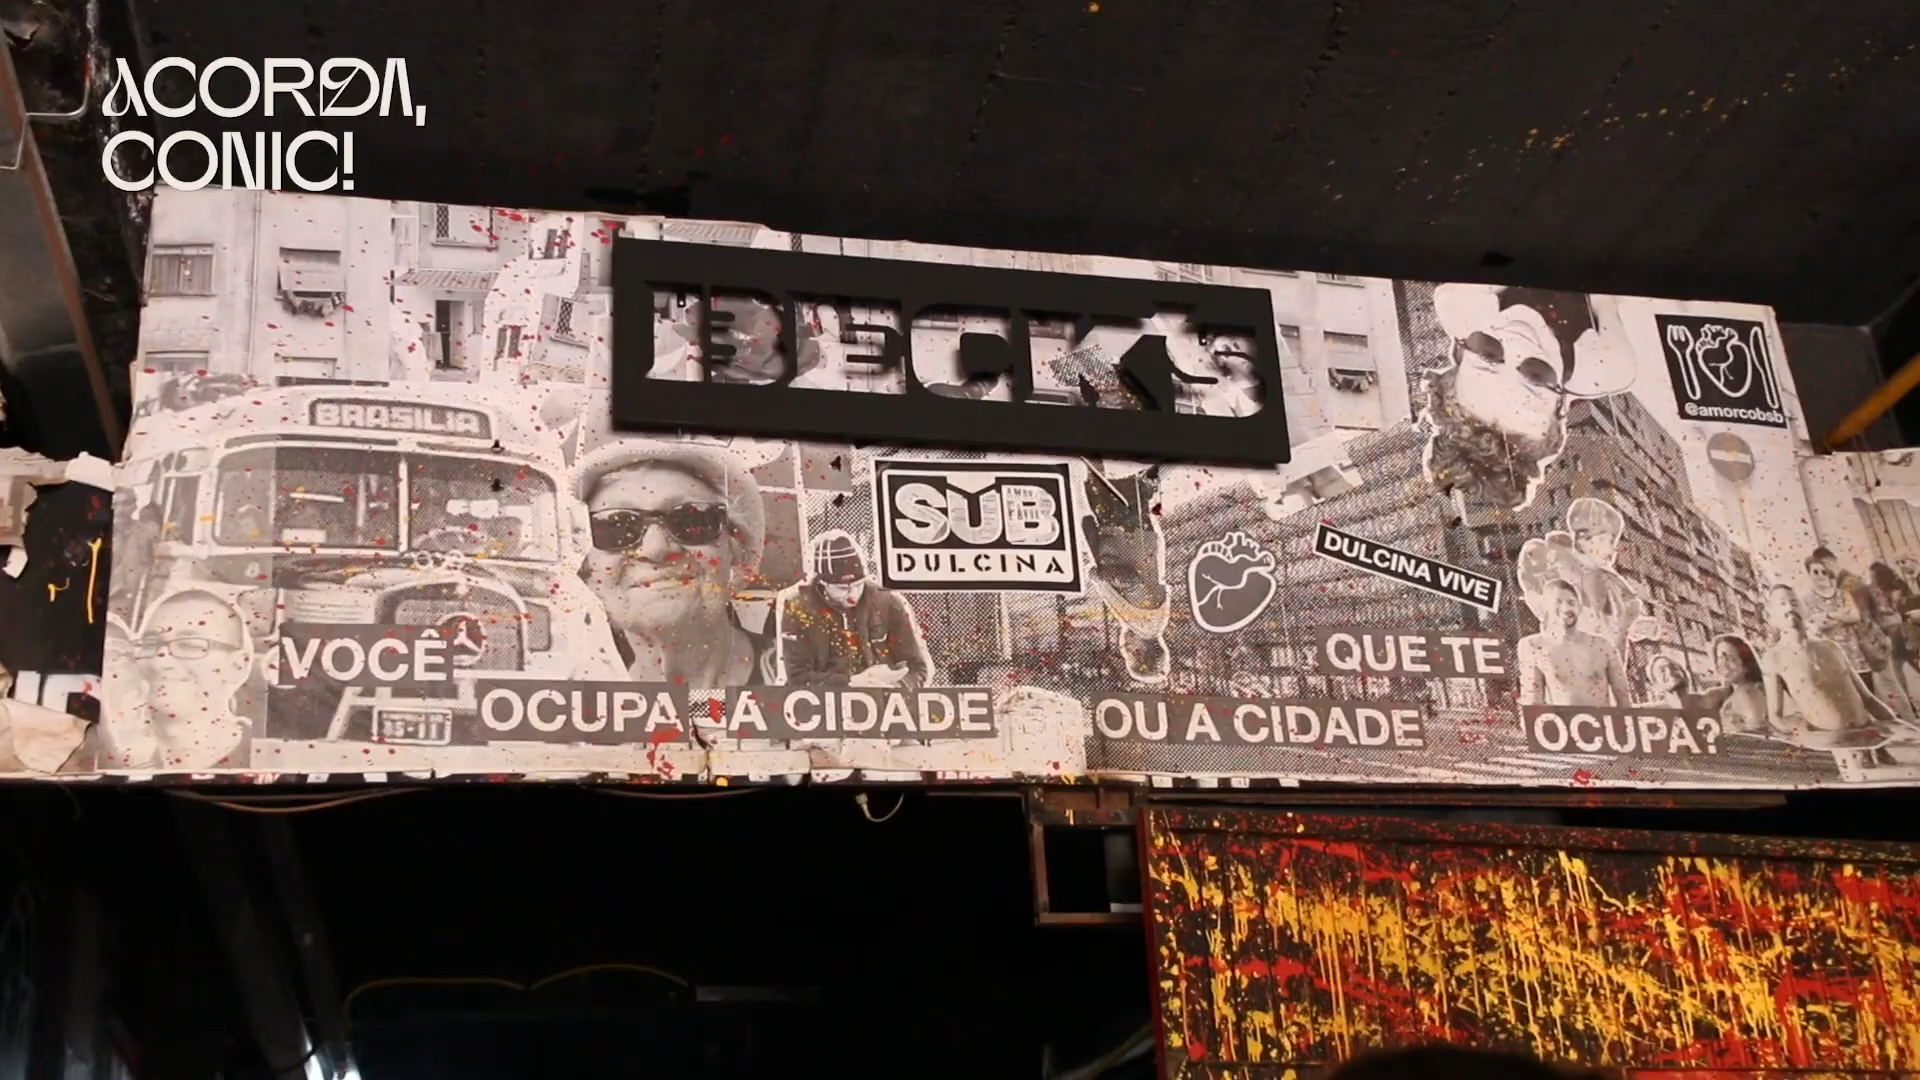 ACORDA,
CONIC!
BECK'S
@amorcobsb
BRASILIA
SUB
DULCINA
DULCINA VIVE
VOCÊ
OCUPA A CIDADE
OU A CIDADE
QUE TE
OCUPA?